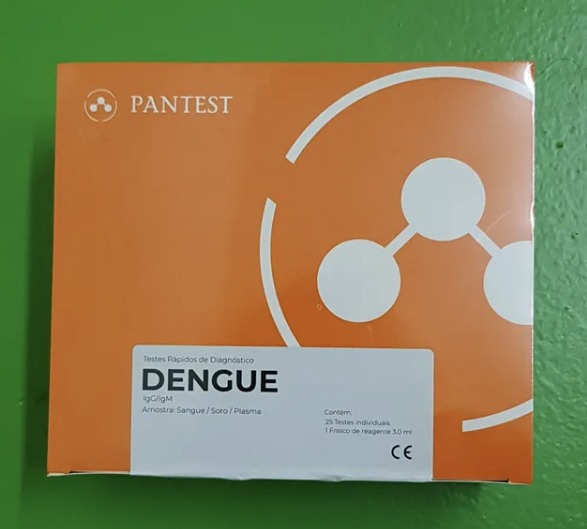 PANTEST
Testes Rápidos de Diagnóstico
DENGUE
IgG/IgM
Amostra: Sangue / Soro / Plasma
Contém:
25 Testes individuais
1 Frasco de reagente 3.0 ml
CE